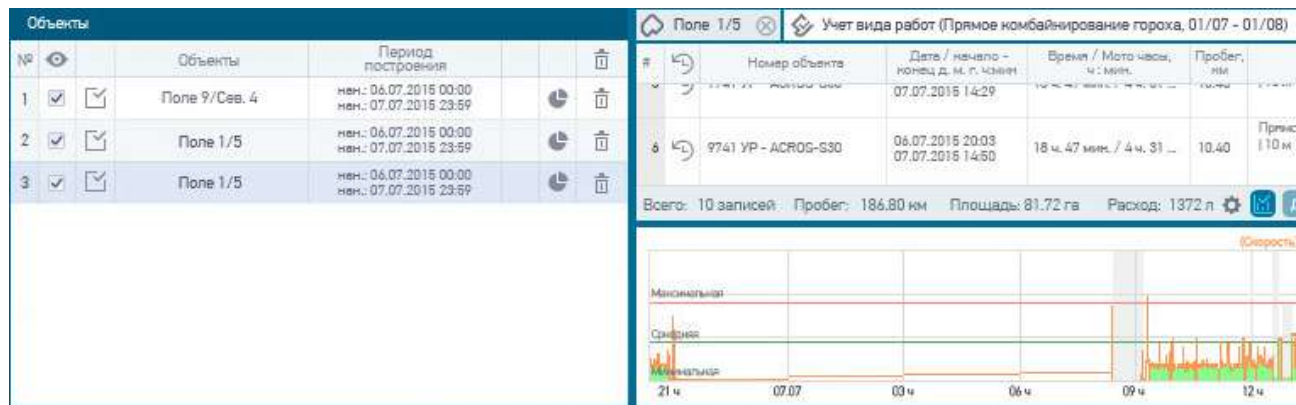 Объекты
№ Объекты Период построения
1 Поле 9/Сев. 4 нач.: 06.07.2015 00:00
кон.: 07.07.2015 23:59
2 Поле 1/5 нач.: 06.07.2015 00:00
кон.: 07.07.2015 23:59
3 Поле 1/5 нач.: 06.07.2015 00:00
кон.: 07.07.2015 23:59
Поле 1/5 Учет вида работ (Прямое комбайнирование гороха, 01/07 - 01/08)
# Номер объекта Дата / начало - конец д. м. г. ч:мин Время / Мото часы, ч : мин. Пробег, км
07.07.2015 14:29
6 9741 УР - ACROS-530 06.07.2015 20:03
07.07.2015 14:50 18 ч. 47 мин. / 4 ч. 31 ... 10.40
| 10 м
Всего: 10 записей Пробег: 186.80 км Площадь: 81.72 га Расход: 1372 л
(Скорость)
Максимальная
Средняя
Минимальная
21 ч 07.07 03 ч 06 ч 09 ч 12 ч